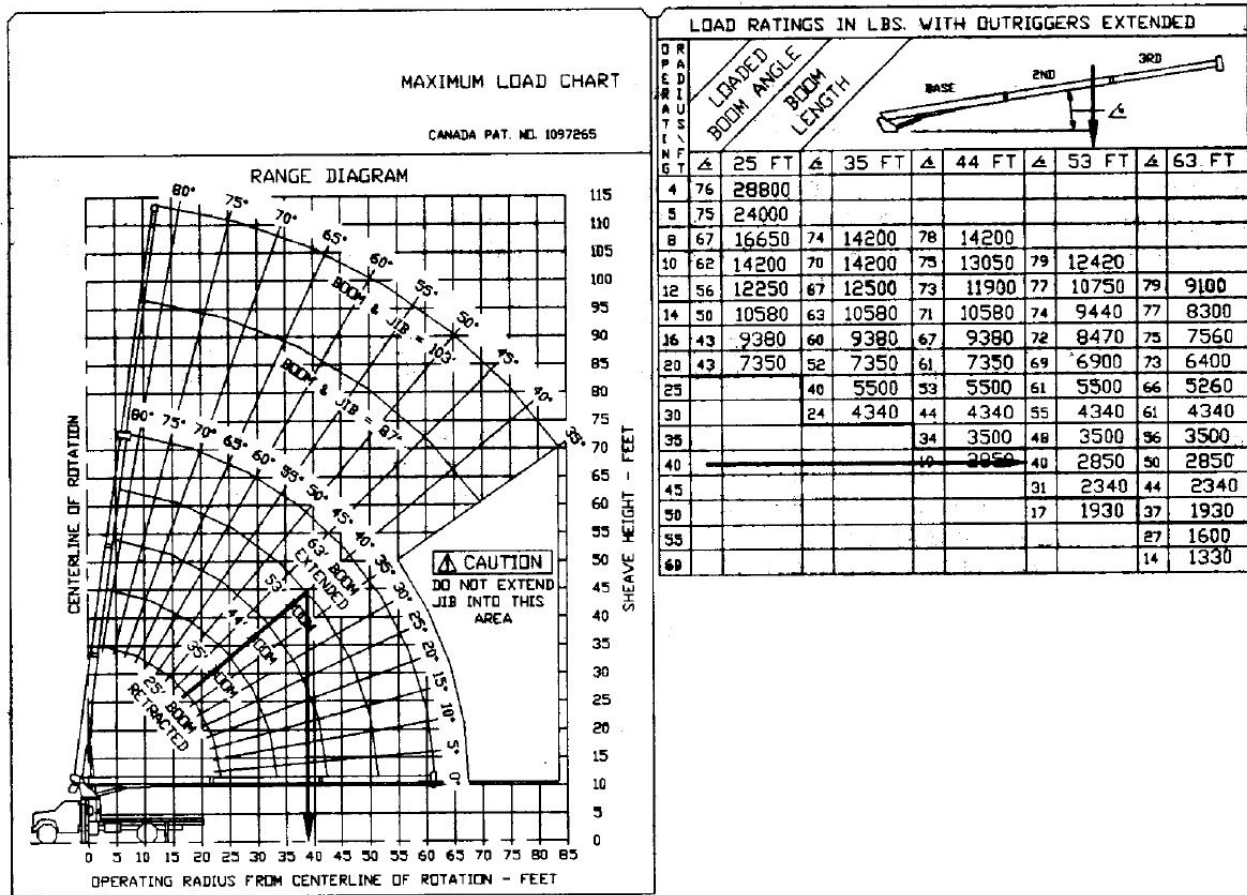 MAXIMUM LOAD CHART
CANADA PAT. NO. 1097265
RANGE DIAGRAM
80° 75° 70° 65° 60° 55° 50° 45° 40° 35°
BOOM & JIB = 103'
BOOM & JIB = 87'
80° 75° 70° 65° 60° 55° 50° 45° 40° 35° 30° 25° 20° 15° 10° 5° 0°
63' BOOM EXTENDED
53' BOOM
44' BOOM
35' BOOM
25' BOOM RETRACTED
CENTERLINE OF ROTATION
CAUTION
DO NOT EXTEND
JIB INTO THIS
AREA
115
110
105
100
95
90
85
80
75
70
65
60
55
50
45
40
35
30
25
20
15
10
5
0
SHEAVE HEIGHT - FEET
0 5 10 15 20 25 30 35 40 45 50 55 60 65 70 75 80 85
OPERATING RADIUS FROM CENTERLINE OF ROTATION - FEET
LOAD RATINGS IN LBS. WITH OUTRIGGERS EXTENDED
OPERATING
RADIUS\FT
LOADED
BOOM ANGLE
BOOM
LENGTH
BASE 2ND 3RD
∡ 25 FT ∡ 35 FT ∡ 44 FT ∡ 53 FT ∡ 63 FT
4 76 28800
5 75 24000
8 67 16650 74 14200 78 14200
10 62 14200 70 14200 75 13050 79 12420
12 56 12250 67 12500 73 11900 77 10750 79 9100
14 50 10580 63 10580 71 10580 74 9440 77 8300
16 43 9380 60 9380 67 9380 72 8470 75 7560
20 43 7350 52 7350 61 7350 69 6900 73 6400
25 40 5500 53 5500 61 5500 66 5260
30 24 4340 44 4340 55 4340 61 4340
35 34 3500 48 3500 56 3500
40 2850 40 2850 50 2850
45 31 2340 44 2340
50 17 1930 37 1930
55 27 1600
60 14 1330